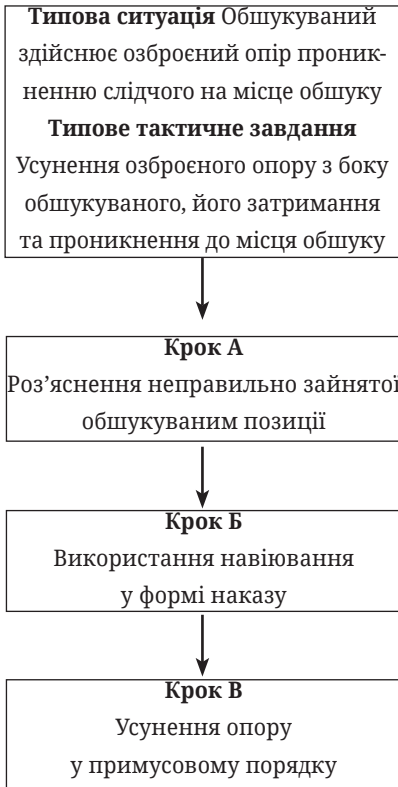 Типова ситуація Обшукуваний
здійснює озброєний опір проник-
ненню слідчого на місце обшуку
Типове тактичне завдання
Усунення озброєного опору з боку
обшукуваного, його затримання
та проникнення до місця обшуку
Крок А
Роз’яснення неправильно зайнятої
обшукуваним позиції
Крок Б
Використання навіювання
у формі наказу
Крок В
Усунення опору
у примусовому порядку